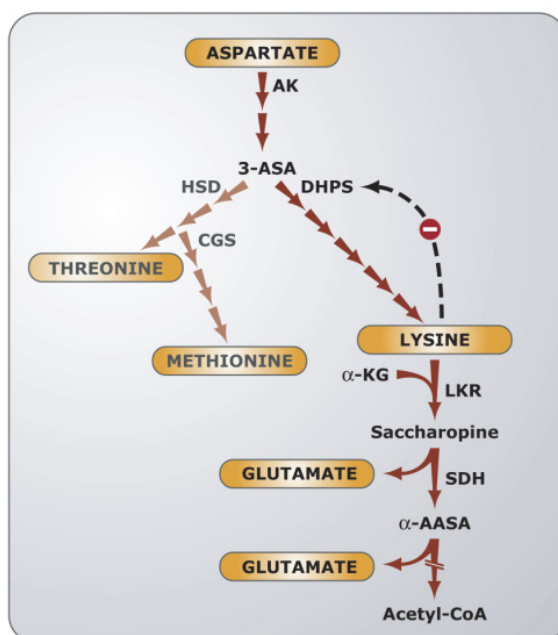 ASPARTATE
AK
3-ASA
HSD
DHPS
CGS
THREONINE
METHIONINE
LYSINE
α-KG
LKR
Saccharopine
GLUTAMATE
SDH
α-AASA
GLUTAMATE
Acetyl-CoA